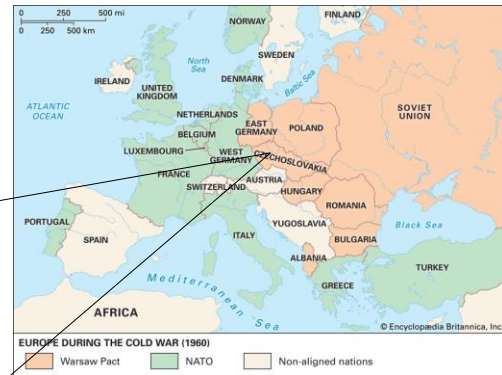 0 250 500 mi
0 250 500 km
NORWAY
FINLAND
SWEDEN
North
Sea
Baltic Sea
IRELAND
UNITED
KINGDOM
DENMARK
SOVIET
UNION
ATLANTIC
OCEAN
NETHERLANDS
BELGIUM
EAST
GERMANY
POLAND
LUXEMBOURG
WEST
GERMANY
CZECHOSLOVAKIA
FRANCE
SWITZERLAND
AUSTRIA
HUNGARY
ROMANIA
YUGOSLAVIA
Black Sea
PORTUGAL
SPAIN
ITALY
BULGARIA
ALBANIA
TURKEY
GREECE
Mediterranean Sea
AFRICA
© Encyclopædia Britannica, Inc
EUROPE DURING THE COLD WAR (1960)
Warsaw Pact
NATO
Non-aligned nations